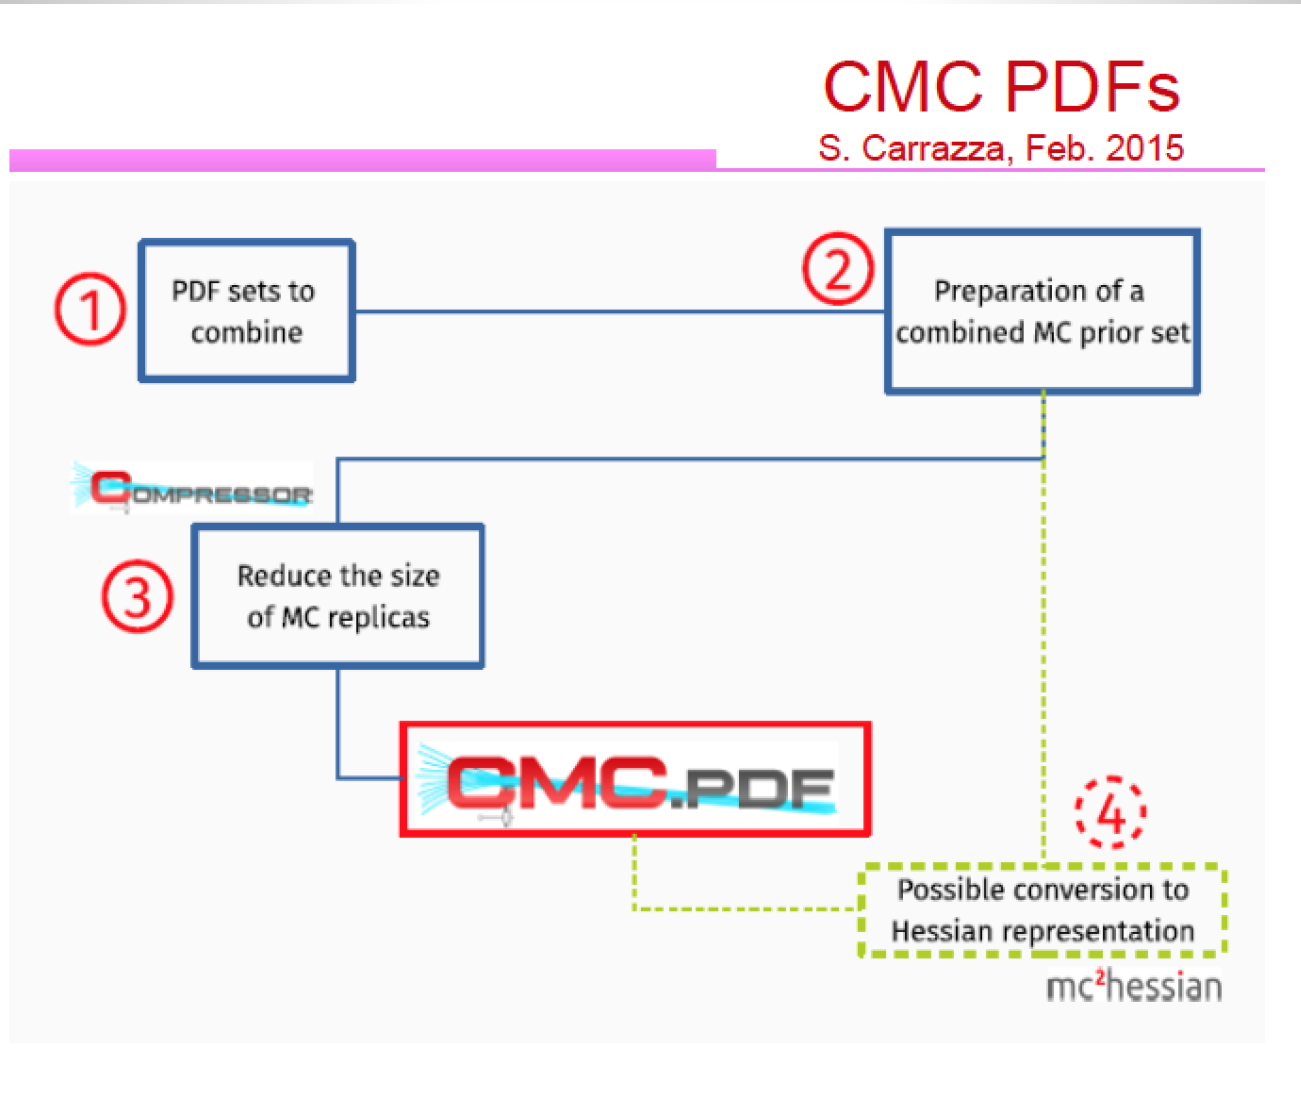 CMC PDFs
S. Carrazza, Feb. 2015
1
PDF sets to
combine
2
Preparation of a
combined MC prior set
COMPRESSOR
3
Reduce the size
of MC replicas
CMC.PDF
4
Possible conversion to
Hessian representation
mc²hessian